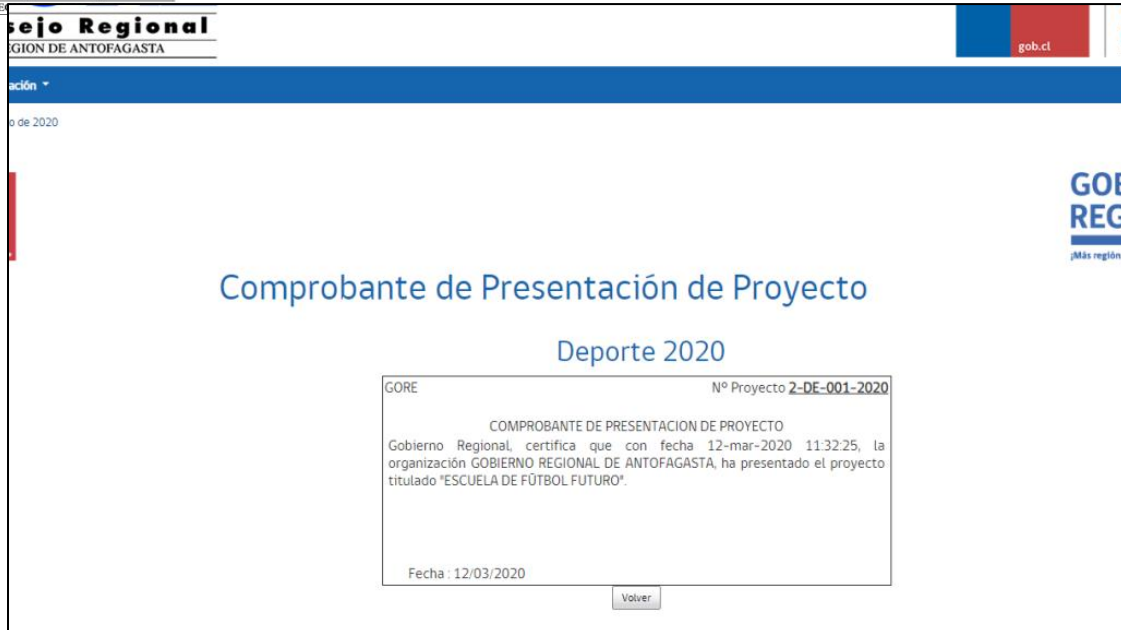 sejo Regional
GION DE ANTOFAGASTA
gob.cl
ación
o de 2020
GOB
REG
¡Más región
Comprobante de Presentación de Proyecto
Deporte 2020
GORE Nº Proyecto 2-DE-001-2020
COMPROBANTE DE PRESENTACION DE PROYECTO
Gobierno Regional, certifica que con fecha 12-mar-2020 11:32:25, la
organización GOBIERNO REGIONAL DE ANTOFAGASTA, ha presentado el proyecto
titulado "ESCUELA DE FÚTBOL FUTURO".
Fecha : 12/03/2020
Volver